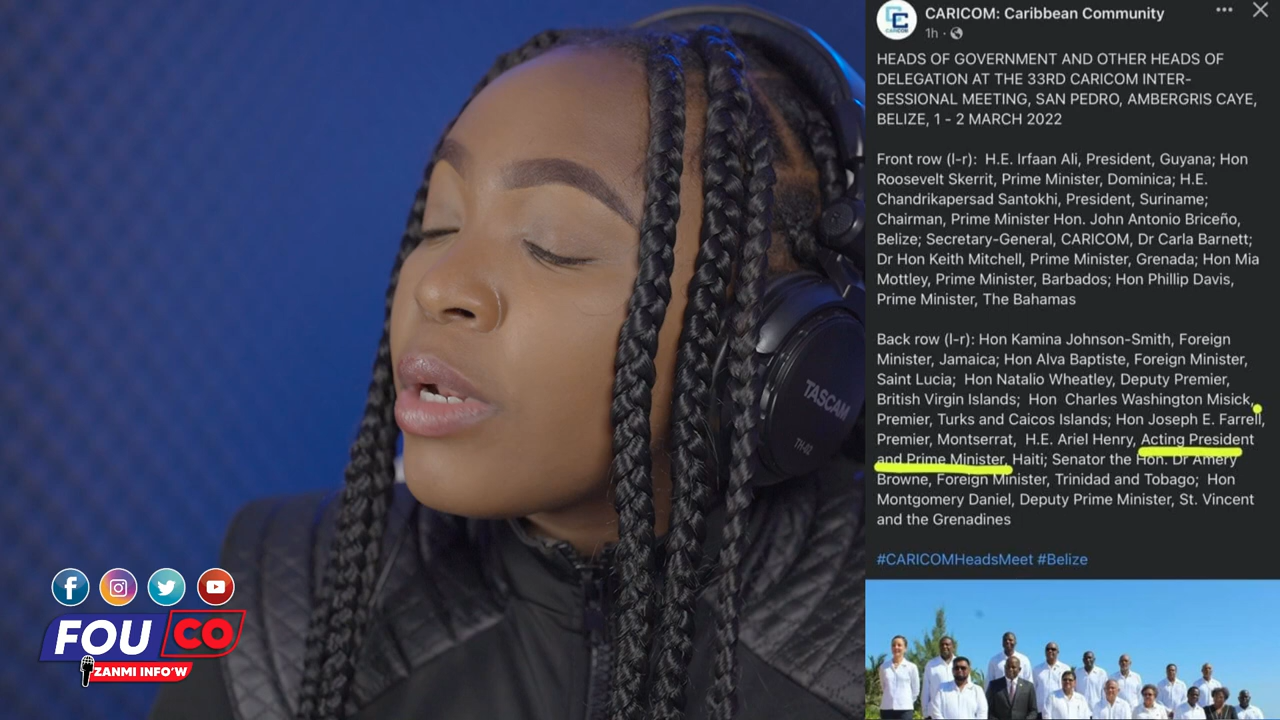 TASCAM
TH-02
FOU CO
ZANMI INFO'W
CARICOM: Caribbean Community
CARICOM
1h ·
HEADS OF GOVERNMENT AND OTHER HEADS OF
DELEGATION AT THE 33RD CARICOM INTER-
SESSIONAL MEETING, SAN PEDRO, AMBERGRIS CAYE,
BELIZE, 1 - 2 MARCH 2022
Front row (l-r):  H.E. Irfaan Ali, President, Guyana; Hon
Roosevelt Skerrit, Prime Minister, Dominica; H.E.
Chandrikapersad Santokhi, President, Suriname;
Chairman, Prime Minister Hon. John Antonio Briceño,
Belize; Secretary-General, CARICOM, Dr Carla Barnett;
Dr Hon Keith Mitchell, Prime Minister, Grenada; Hon Mia
Mottley, Prime Minister, Barbados; Hon Phillip Davis,
Prime Minister, The Bahamas
Back row (l-r): Hon Kamina Johnson-Smith, Foreign
Minister, Jamaica; Hon Alva Baptiste, Foreign Minister,
Saint Lucia;  Hon Natalio Wheatley, Deputy Premier,
British Virgin Islands;  Hon  Charles Washington Misick,
Premier, Turks and Caicos Islands; Hon Joseph E. Farrell,
Premier, Montserrat,  H.E. Ariel Henry, Acting President
and Prime Minister, Haiti; Senator the Hon. Dr Amery
Browne, Foreign Minister, Trinidad and Tobago;  Hon
Montgomery Daniel, Deputy Prime Minister, St. Vincent
and the Grenadines
#CARICOMHeadsMeet #Belize